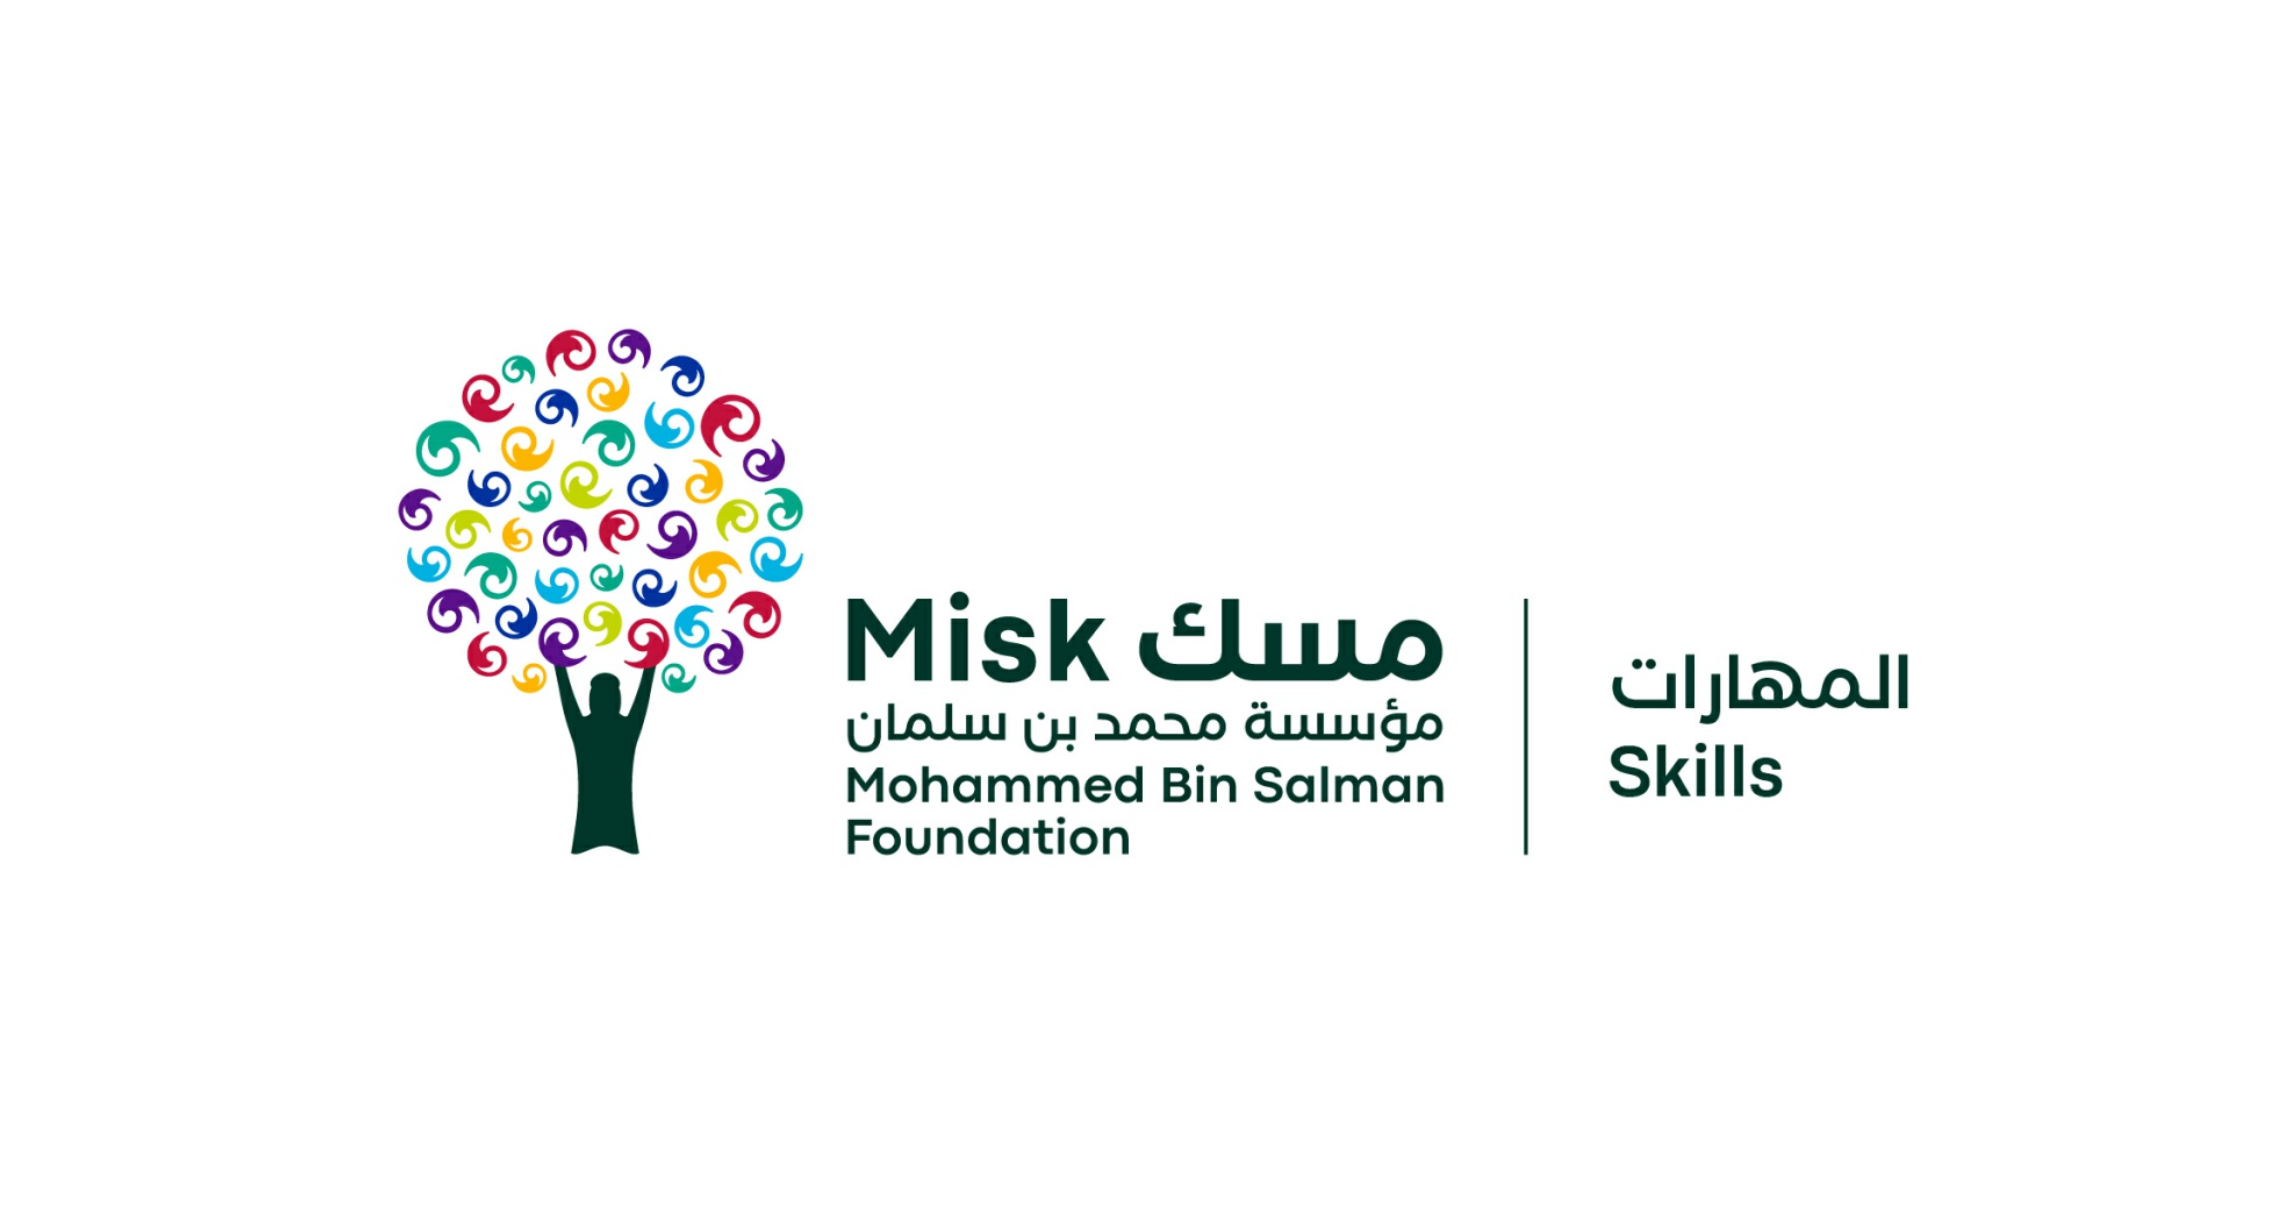 Misk مسك
مؤسسة محمد بن سلمان
Mohammed Bin Salman
Foundation
المهارات
Skills